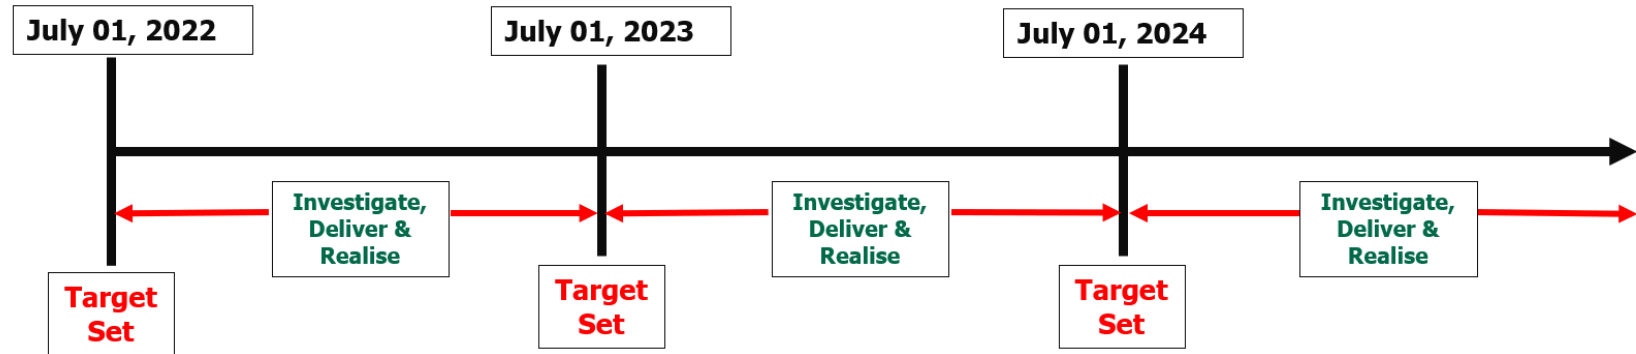 July 01, 2022
July 01, 2023
July 01, 2024
Investigate,
Deliver &
Realise
Investigate,
Deliver &
Realise
Investigate,
Deliver &
Realise
Target
Set
Target
Set
Target
Set